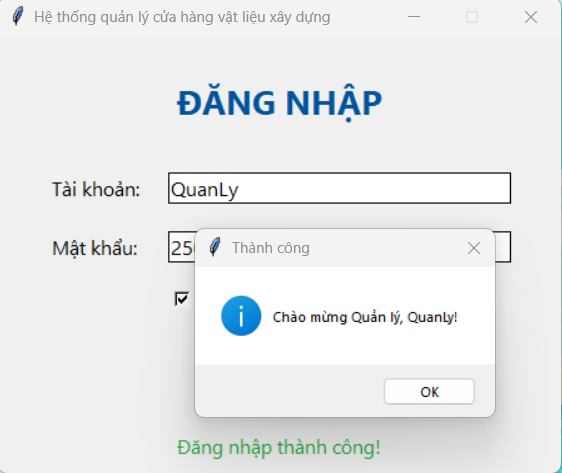 Hệ thống quản lý cửa hàng vật liệu xây dựng
ĐĂNG NHẬP
Tài khoản:
QuanLy
Mật khẩu:
Thành công
Chào mừng Quản lý, QuanLy!
OK
Đăng nhập thành công!